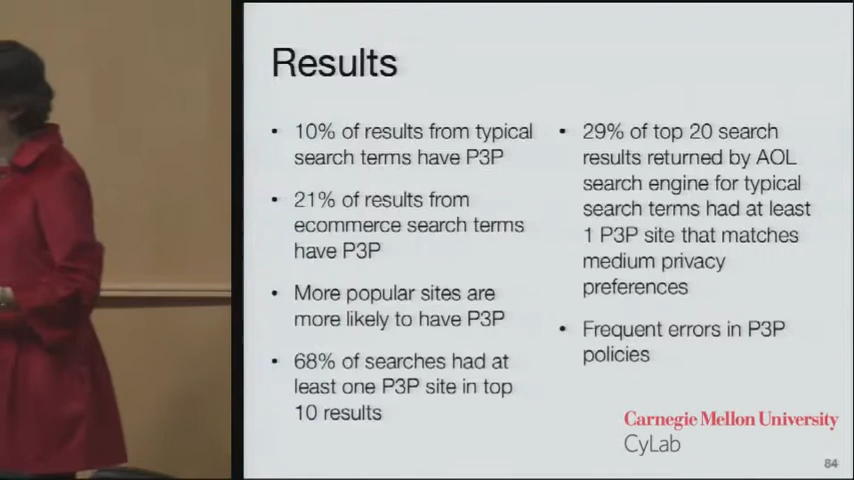 Results
• 10% of results from typical
search terms have P3P
• 21% of results from
ecommerce search terms
have P3P
• More popular sites are
more likely to have P3P
• 68% of searches had at
least one P3P site in top
10 results
• 29% of top 20 search
results returned by AOL
search engine for typical
search terms had at least
1 P3P site that matches
medium privacy
preferences
• Frequent errors in P3P
policies
Carnegie Mellon University
CyLab
84